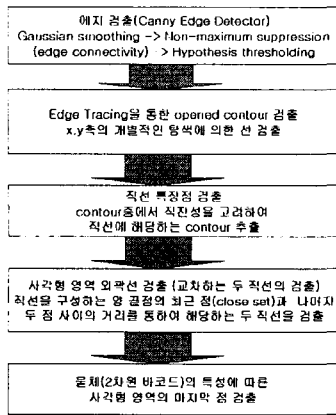 에지 검출(Canny Edge Detector)
Gaussian smoothing -> Non-maximum suppression
(edge connectivity) -> Hypothesis thresholding
Edge Tracing을 통한 opened contour 검출
x,y축의 개별적인 탐색에 의한 선 검출
직선 특징점 검출
contour중에서 직진성을 고려하여
직선에 해당하는 contour 추출
사각형 영역 외곽선 검출 (교차하는 두 직선의 검출)
직선을 구성하는 양 끝점의 최근 점(close set)과 나머지
두 점 사이의 거리를 통하여 해당하는 두 직선을 검출
물체(2차원 바코드)의 특성에 따른
사각형 영역의 마지막 점 검출